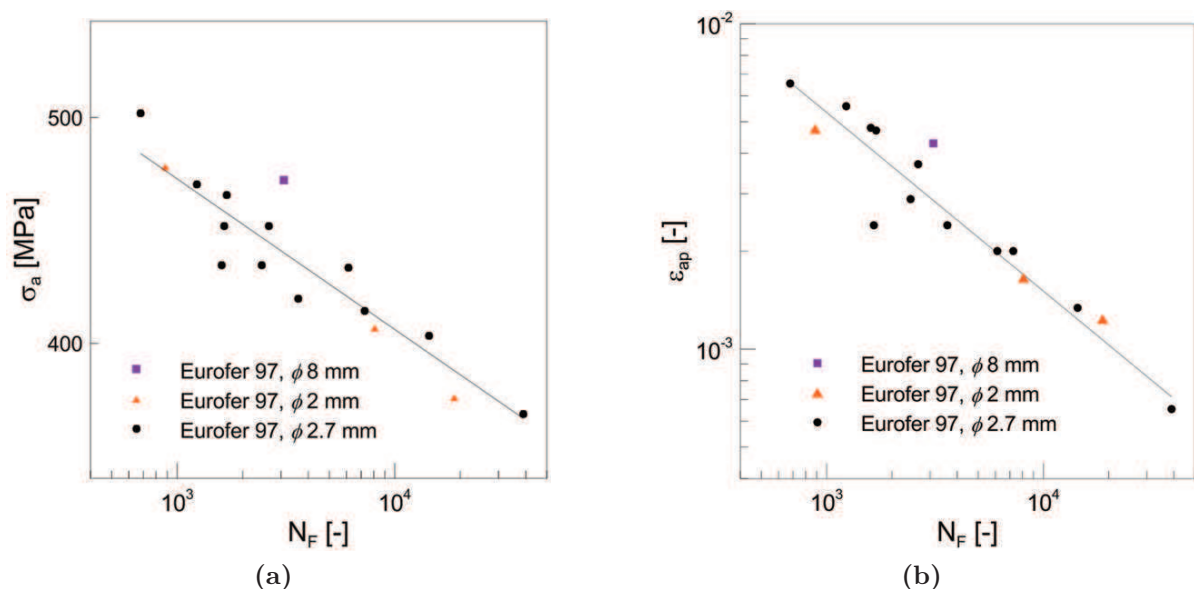 500
400
σa [MPa]
Eurofer 97, ϕ 8 mm
Eurofer 97, ϕ 2 mm
Eurofer 97, ϕ 2.7 mm
10³
10⁴
NF [-]
(a)
10⁻²
10⁻³
εap [-]
Eurofer 97, ϕ 8 mm
Eurofer 97, ϕ 2 mm
Eurofer 97, ϕ 2.7 mm
10³
10⁴
NF [-]
(b)